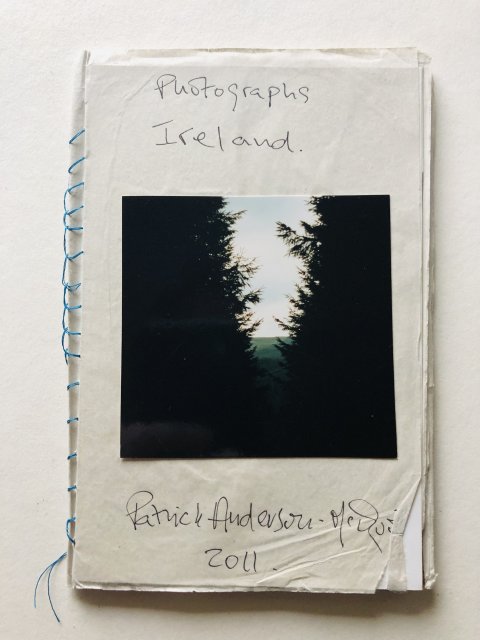 Photographs
Ireland.
Patrick Anderson-
2011.